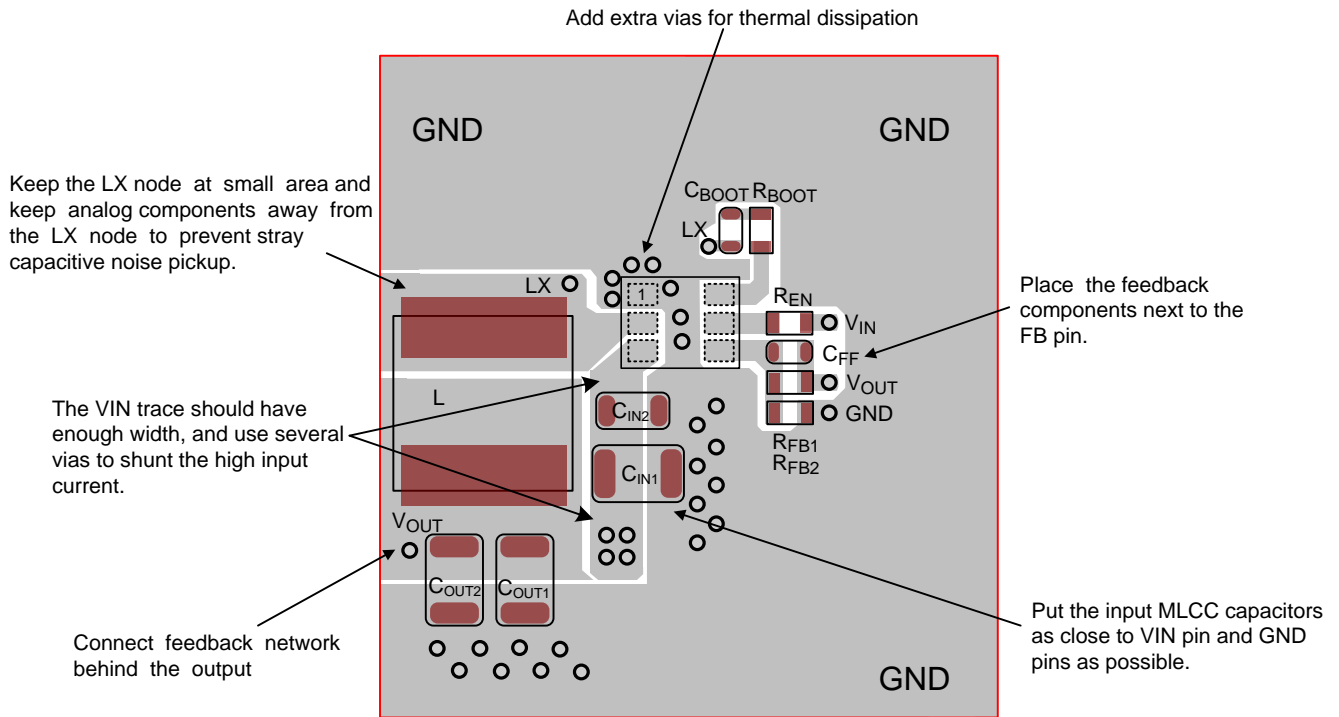 Add extra vias for thermal dissipation
GND
GND
Keep the LX node at small area and
keep analog components away from
the LX node to prevent stray
capacitive noise pickup.
CBOOT RBOOT
LX
LX
1
REN
VIN
CFF
VOUT
GND
RFB1
RFB2
Place the feedback
components next to the
FB pin.
The VIN trace should have
enough width, and use several
vias to shunt the high input
current.
L
CIN2
CIN1
VOUT
COUT2
COUT1
Connect feedback network
behind the output
Put the input MLCC capacitors
as close to VIN pin and GND
pins as possible.
GND